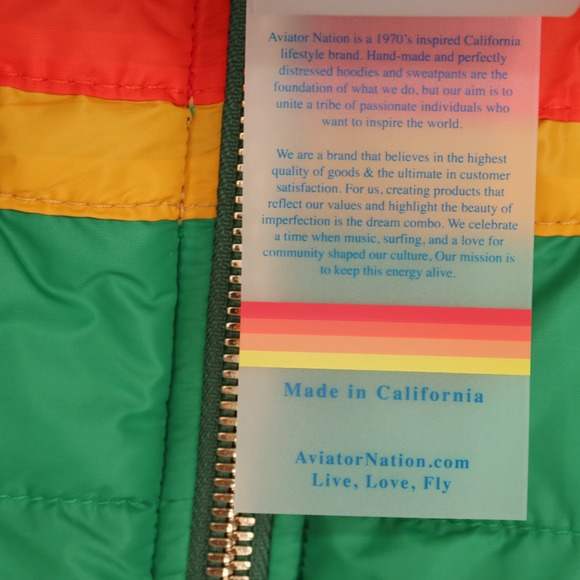 Aviator Nation is a 1970's inspired California
lifestyle brand. Hand-made and perfectly
distressed hoodies and sweatpants are the
foundation of what we do, but our aim is to
unite a tribe of passionate individuals who
want to inspire the world.
We are a brand that believes in the highest
quality of goods & the ultimate in customer
satisfaction. For us, creating products that
reflect our values and highlight the beauty of
imperfection is the dream combo. We celebrate
a time when music, surfing, and a love for
community shaped our culture, Our mission is
to keep this energy alive.
Made in California
AviatorNation.com
Live, Love, Fly